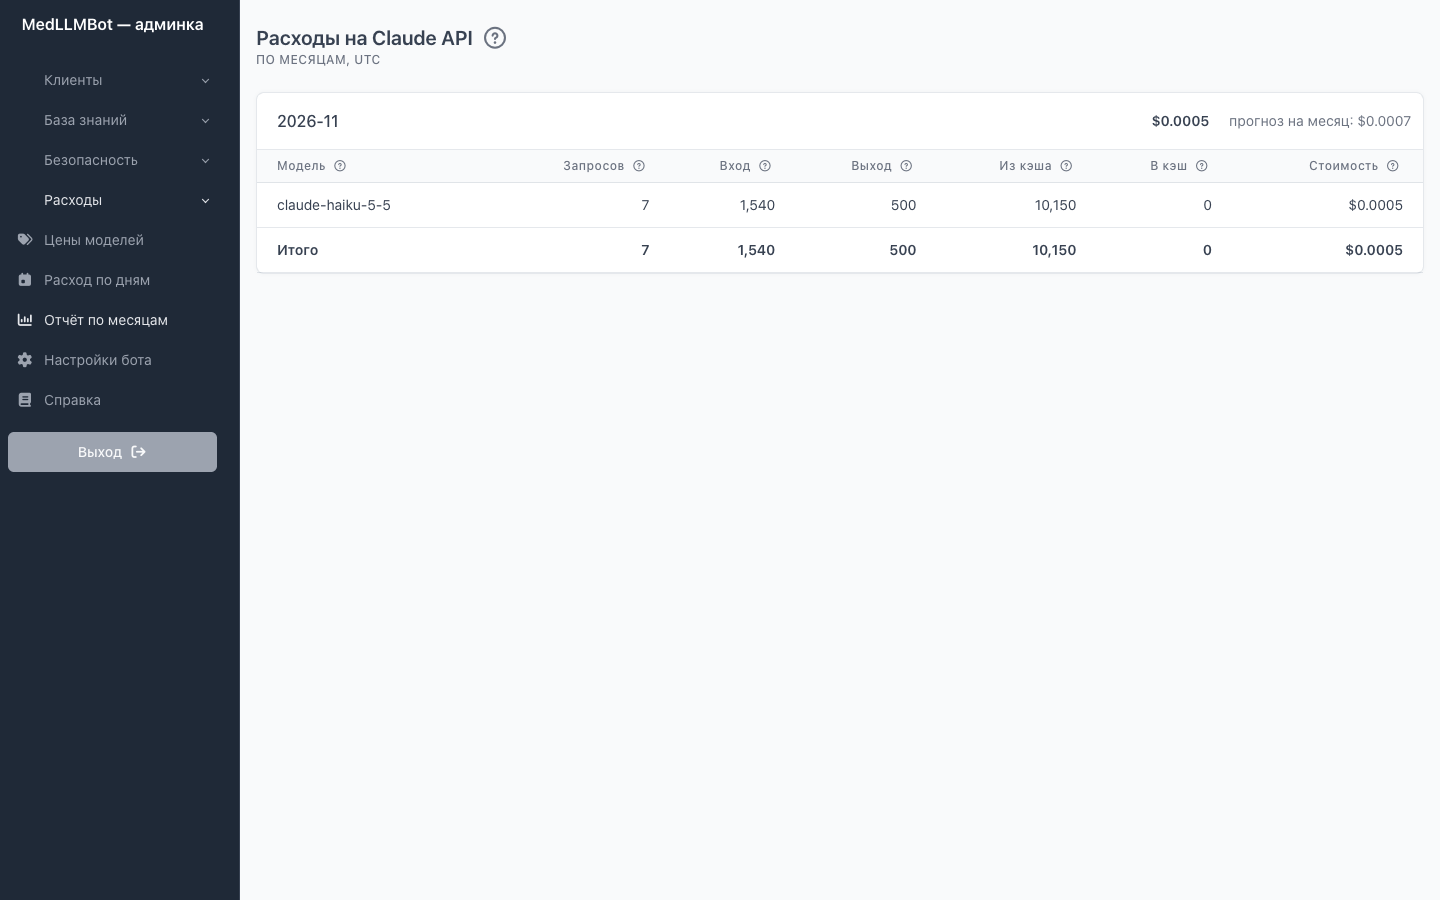 MedLLMBot — админка
Клиенты
База знаний
Безопасность
Расходы
Цены моделей
Расход по дням
Отчёт по месяцам
Настройки бота
Справка
Выход
Расходы на Claude API
ПО МЕСЯЦАМ, UTC
2026-11 $0.0005 прогноз на месяц: $0.0007
Модель Запросов Вход Выход Из кэша В кэш Стоимость
claude-haiku-5-5 7 1,540 500 10,150 0 $0.0005
Итого 7 1,540 500 10,150 0 $0.0005